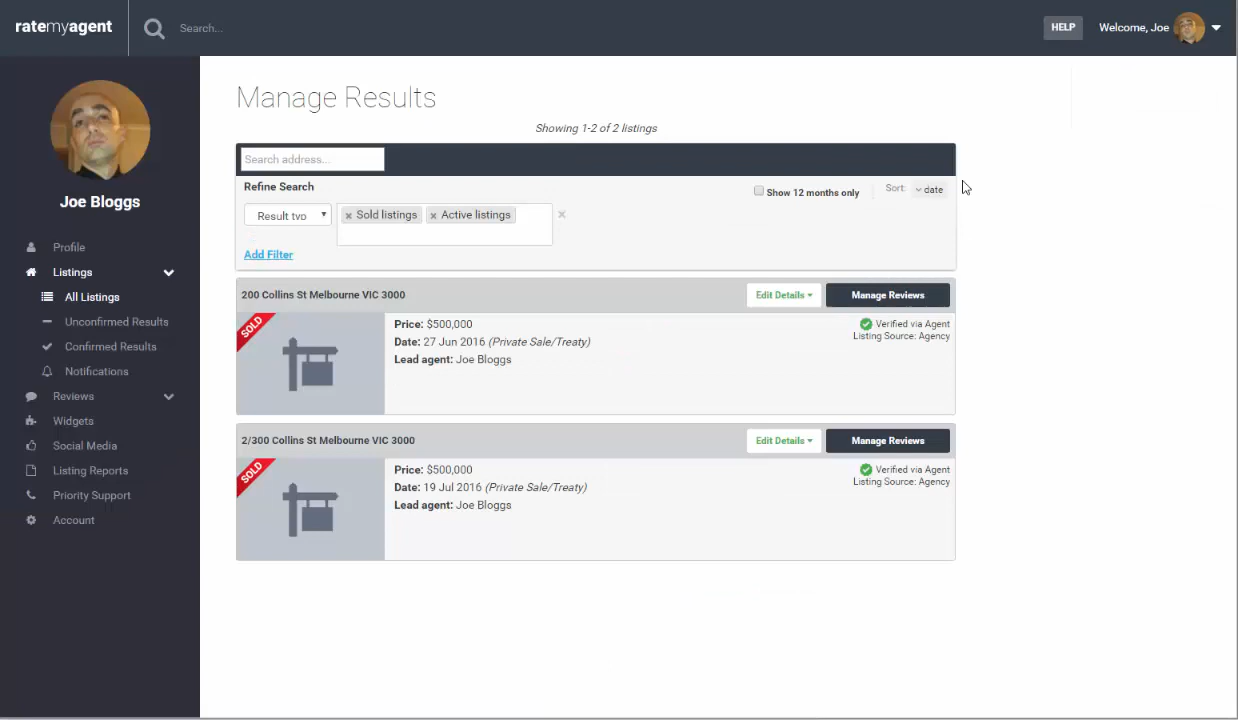 ratemyagent
Search...
HELP
Welcome, Joe
Joe Bloggs
Profile
Listings
All Listings
Unconfirmed Results
Confirmed Results
Notifications
Reviews
Widgets
Social Media
Listing Reports
Priority Support
Account
Manage Results
Showing 1-2 of 2 listings
Search address...
Refine Search
Show 12 months only
Sort: date
Result typ
× Sold listings × Active listings ×
Add Filter
200 Collins St Melbourne VIC 3000
Edit Details
Manage Reviews
SOLD
Price: $500,000
Date: 27 Jun 2016 (Private Sale/Treaty)
Lead agent: Joe Bloggs
Verified via Agent
Listing Source: Agency
2/300 Collins St Melbourne VIC 3000
Edit Details
Manage Reviews
SOLD
Price: $500,000
Date: 19 Jul 2016 (Private Sale/Treaty)
Lead agent: Joe Bloggs
Verified via Agent
Listing Source: Agency